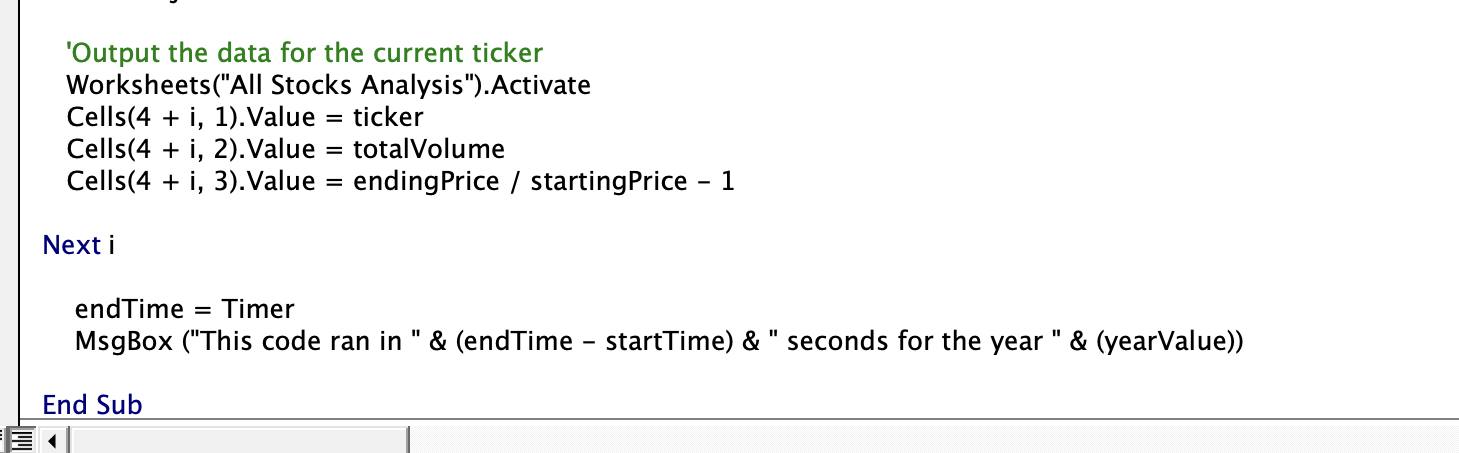 'Output the data for the current ticker
Worksheets("All Stocks Analysis").Activate
Cells(4 + i, 1).Value = ticker
Cells(4 + i, 2).Value = totalVolume
Cells(4 + i, 3).Value = endingPrice / startingPrice - 1
Next i
endTime = Timer
MsgBox ("This code ran in " & (endTime - startTime) & " seconds for the year " & (yearValue))
End Sub